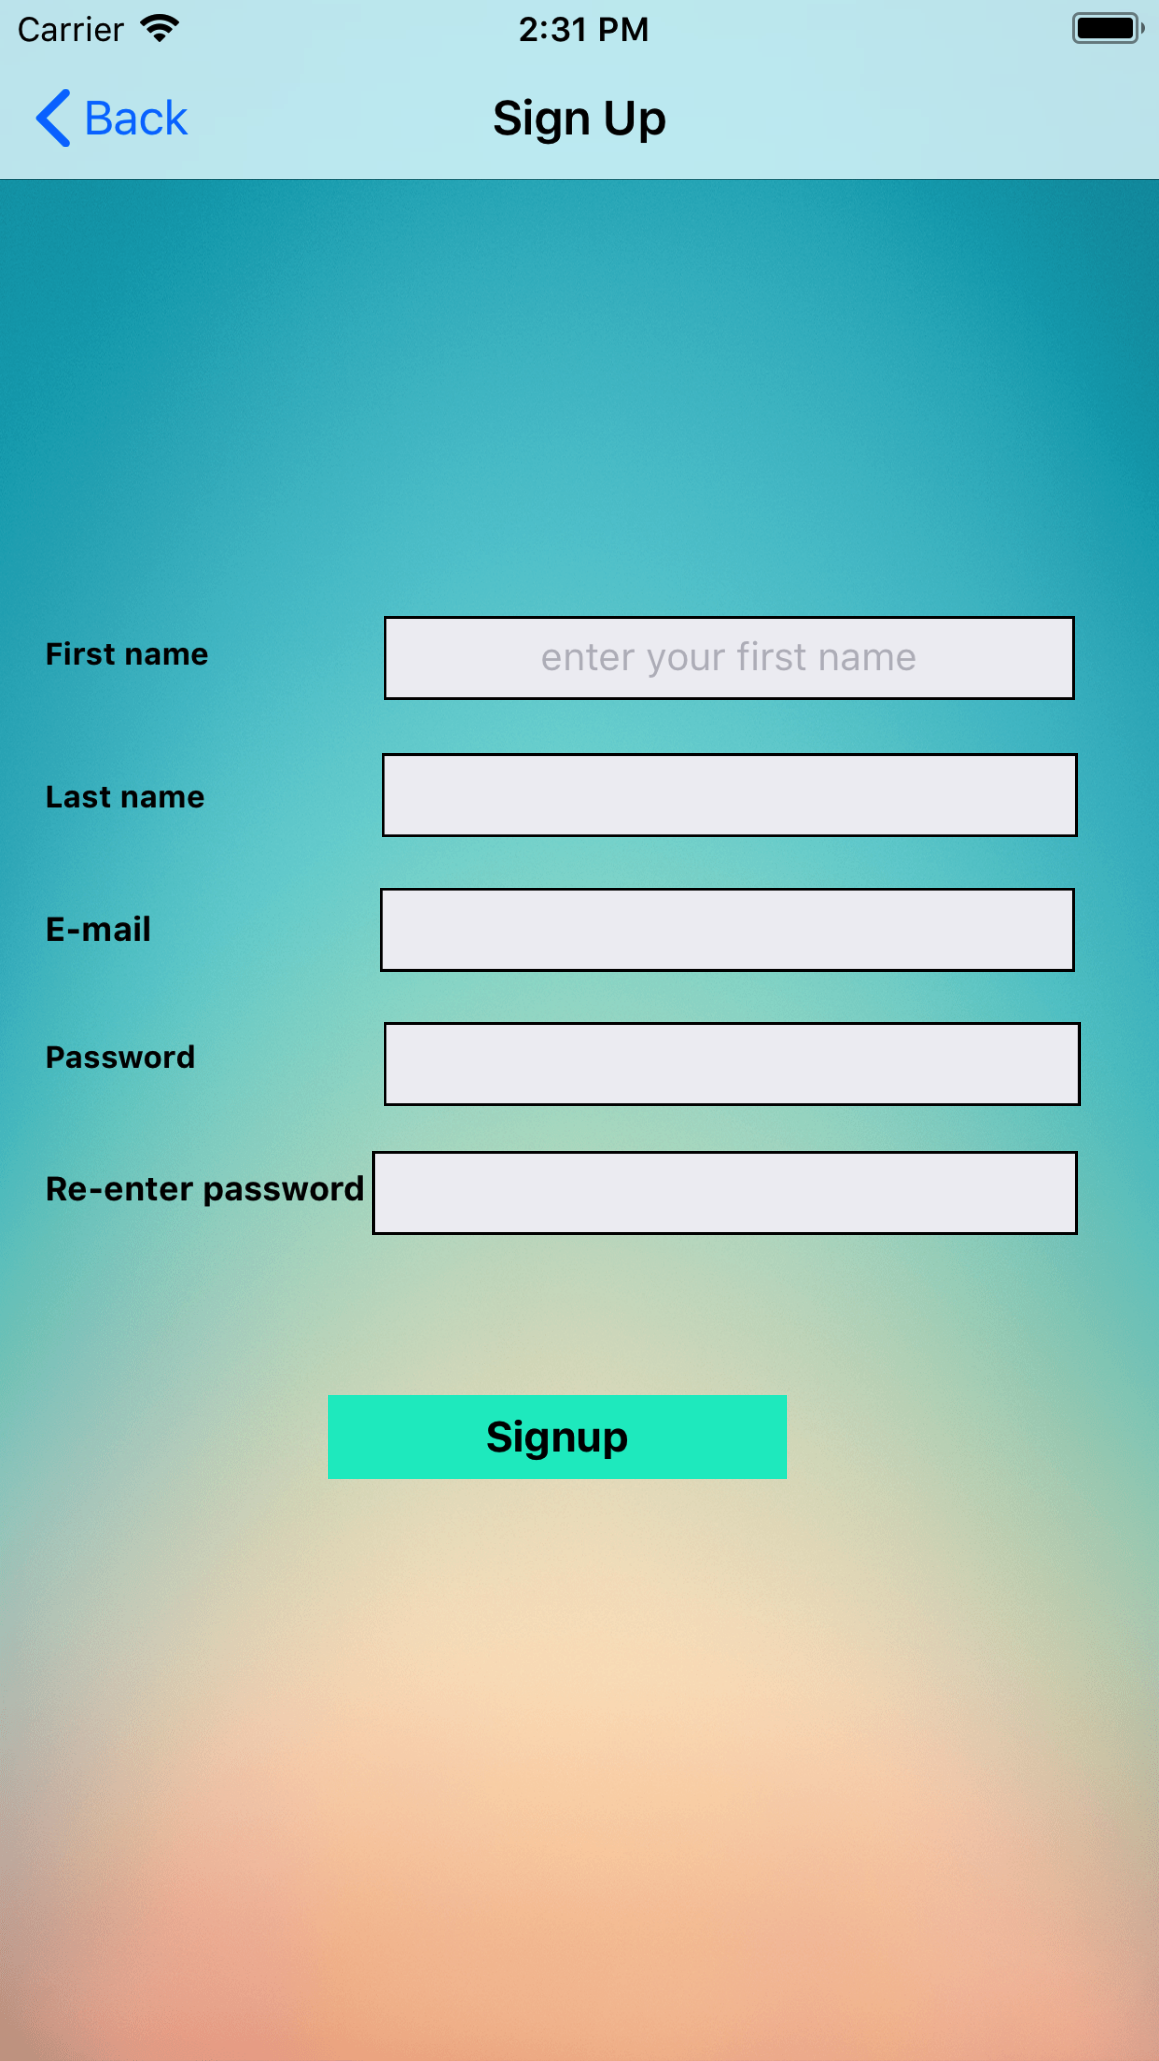 Carrier 2:31 PM
Back Sign Up
First name enter your first name
Last name
E-mail
Password
Re-enter password
Signup